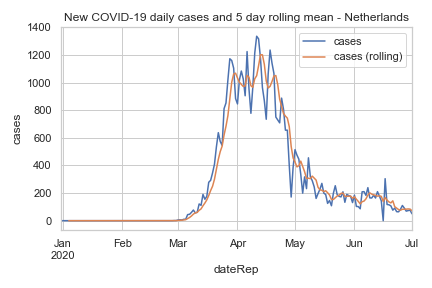 New COVID-19 daily cases and 5 day rolling mean - Netherlands
1400
1200
1000
800
600
400
200
0
cases
cases
cases (rolling)
Jan Feb Mar Apr May Jun Jul
2020
dateRep